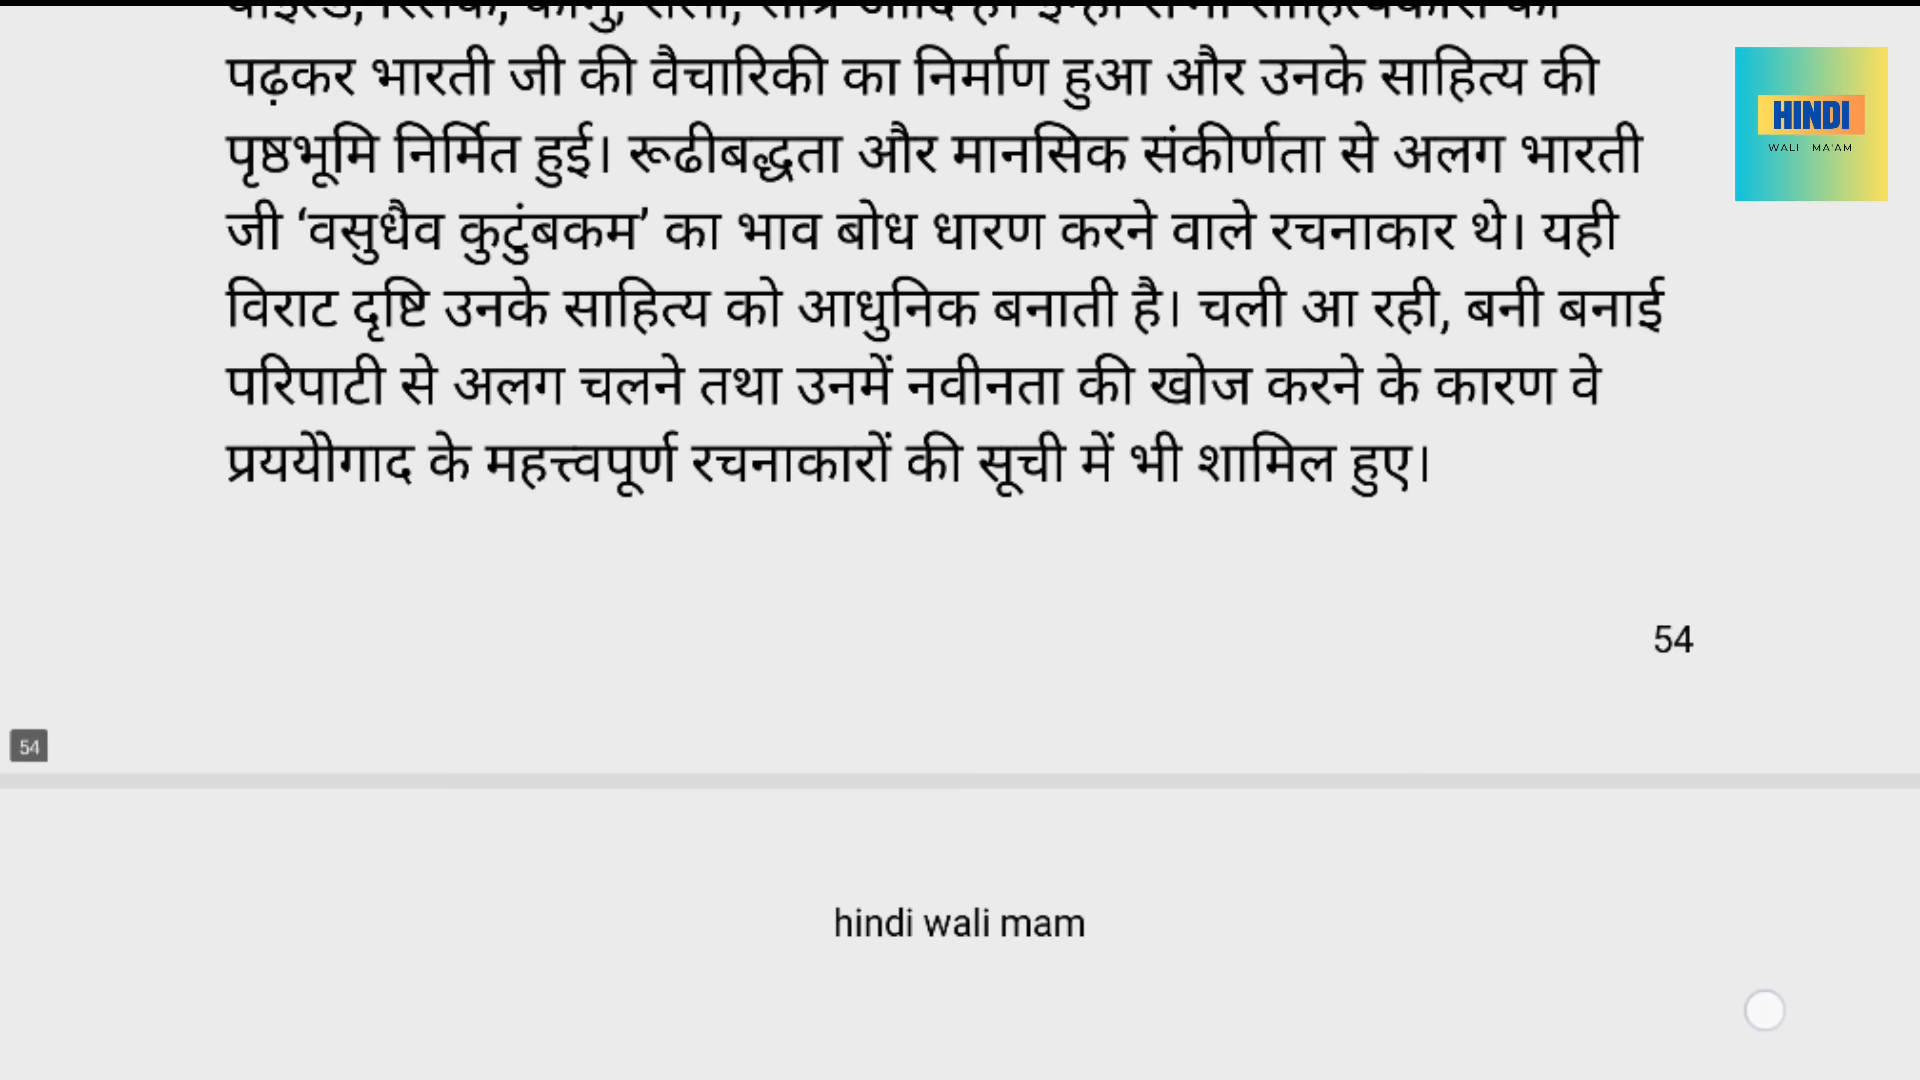 पढ़कर भारती जी की वैचारिकी का निर्माण हुआ और उनके साहित्य की
पृष्ठभूमि निर्मित हुई। रूढीबद्धता और मानसिक संकीर्णता से अलग भारती
जी ‘वसुधैव कुटुंबकम’ का भाव बोध धारण करने वाले रचनाकार थे। यही
विराट दृष्टि उनके साहित्य को आधुनिक बनाती है। चली आ रही, बनी बनाई
परिपाटी से अलग चलने तथा उनमें नवीनता की खोज करने के कारण वे
प्रययोेगाद के महत्त्वपूर्ण रचनाकारों की सूची में भी शामिल हुए।
HINDI
WALI MA'AM
54
54
hindi wali mam